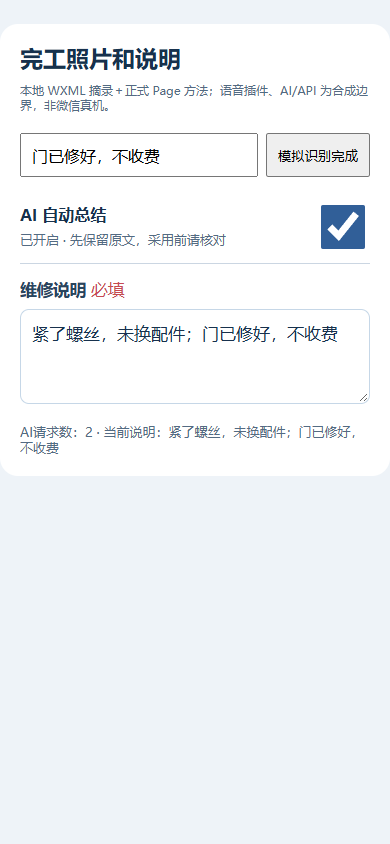 完工照片和说明
本地 WXML 摘录＋正式 Page 方法；语音插件、AI/API 为合成边
界，非微信真机。
门已修好，不收费
模拟识别完成
AI 自动总结
已开启 · 先保留原文，采用前请核对
维修说明 必填
紧了螺丝，未换配件；门已修好，不收费
AI请求数：2 · 当前说明：紧了螺丝，未换配件；门已修好，
不收费